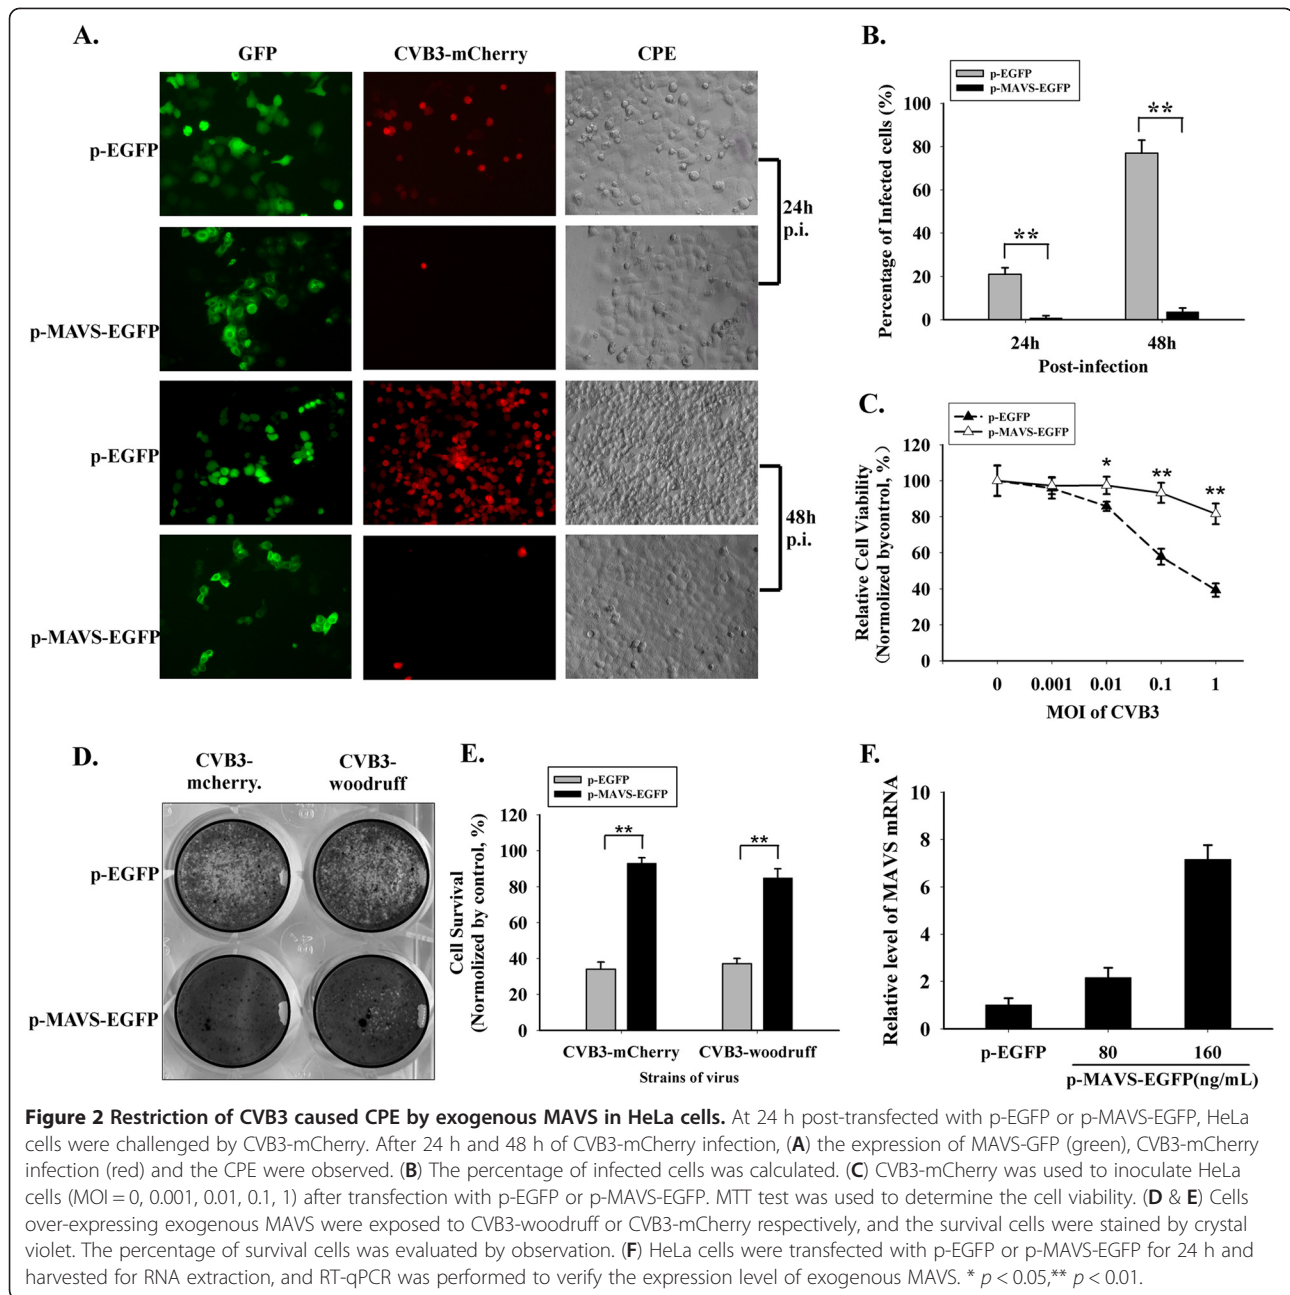 A.
GFP
CVB3-mCherry
CPE
p-EGFP
p-MAVS-EGFP
24h
p.i.
p-EGFP
p-MAVS-EGFP
48h
p.i.
B.
p-EGFP
p-MAVS-EGFP
Percentage of Infected cells (%)
100
80
60
40
20
0
**
**
24h
48h
Post-infection
C.
p-EGFP
p-MAVS-EGFP
Relative Cell Viability
(Normolized bycontrol, %)
120
100
80
60
40
20
0
*
**
**
0
0.001
0.01
0.1
1
MOI of CVB3
D.
CVB3-
mcherry.
CVB3-
woodruff
p-EGFP
p-MAVS-EGFP
E.
p-EGFP
p-MAVS-EGFP
Cell Survival
(Normolized by control, %)
120
100
80
60
40
20
0
**
**
CVB3-mCherry
CVB3-woodruff
Strains of virus
F.
Relative level of MAVS mRNA
10
8
6
4
2
0
p-EGFP
80
160
p-MAVS-EGFP(ng/mL)
Figure 2 Restriction of CVB3 caused CPE by exogenous MAVS in HeLa cells. At 24 h post-transfected with p-EGFP or p-MAVS-EGFP, HeLa
cells were challenged by CVB3-mCherry. After 24 h and 48 h of CVB3-mCherry infection, (A) the expression of MAVS-GFP (green), CVB3-mCherry
infection (red) and the CPE were observed. (B) The percentage of infected cells was calculated. (C) CVB3-mCherry was used to inoculate HeLa
cells (MOI = 0, 0.001, 0.01, 0.1, 1) after transfection with p-EGFP or p-MAVS-EGFP. MTT test was used to determine the cell viability. (D & E) Cells
over-expressing exogenous MAVS were exposed to CVB3-woodruff or CVB3-mCherry respectively, and the survival cells were stained by crystal
violet. The percentage of survival cells was evaluated by observation. (F) HeLa cells were transfected with p-EGFP or p-MAVS-EGFP for 24 h and
harvested for RNA extraction, and RT-qPCR was performed to verify the expression level of exogenous MAVS. * p < 0.05,** p < 0.01.